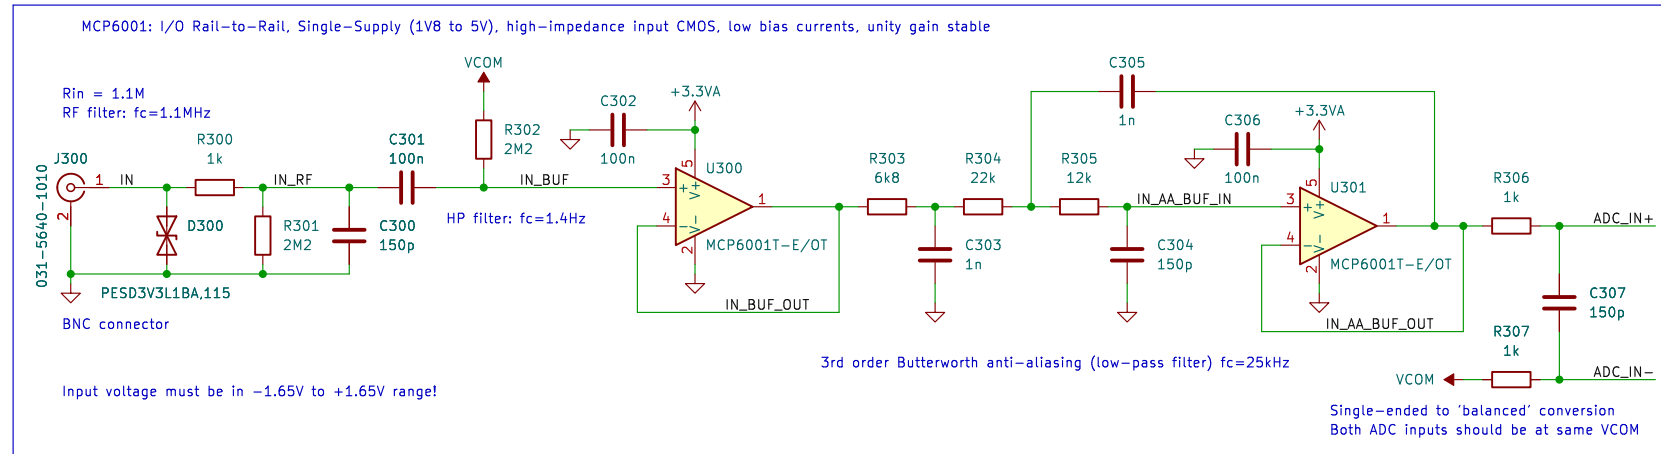 MCP6001: I/O Rail-to-Rail, Single-Supply (1V8 to 5V), high-impedance input CMOS, low bias currents, unity gain stable
Rin = 1.1M
RF filter: fc=1.1MHz
J300
031-5640-1010
1
2
IN
R300
1k
IN_RF
D300
PESD3V3L1BA,115
R301
2M2
C300
150p
C301
100n
BNC connector
Input voltage must be in -1.65V to +1.65V range!
VCOM
R302
2M2
IN_BUF
HP filter: fc=1.4Hz
C302
100n
+3.3VA
U300
MCP6001T-E/OT
3
4
5
2
1
+
-
V+
V-
IN_BUF_OUT
R303
6k8
C303
1n
R304
22k
R305
12k
C305
1n
C304
150p
IN_AA_BUF_IN
3rd order Butterworth anti-aliasing (low-pass filter) fc=25kHz
C306
100n
+3.3VA
U301
MCP6001T-E/OT
3
4
5
2
1
+
-
V+
V-
IN_AA_BUF_OUT
R306
1k
ADC_IN+
C307
150p
R307
1k
VCOM
ADC_IN-
Single-ended to 'balanced' conversion
Both ADC inputs should be at same VCOM